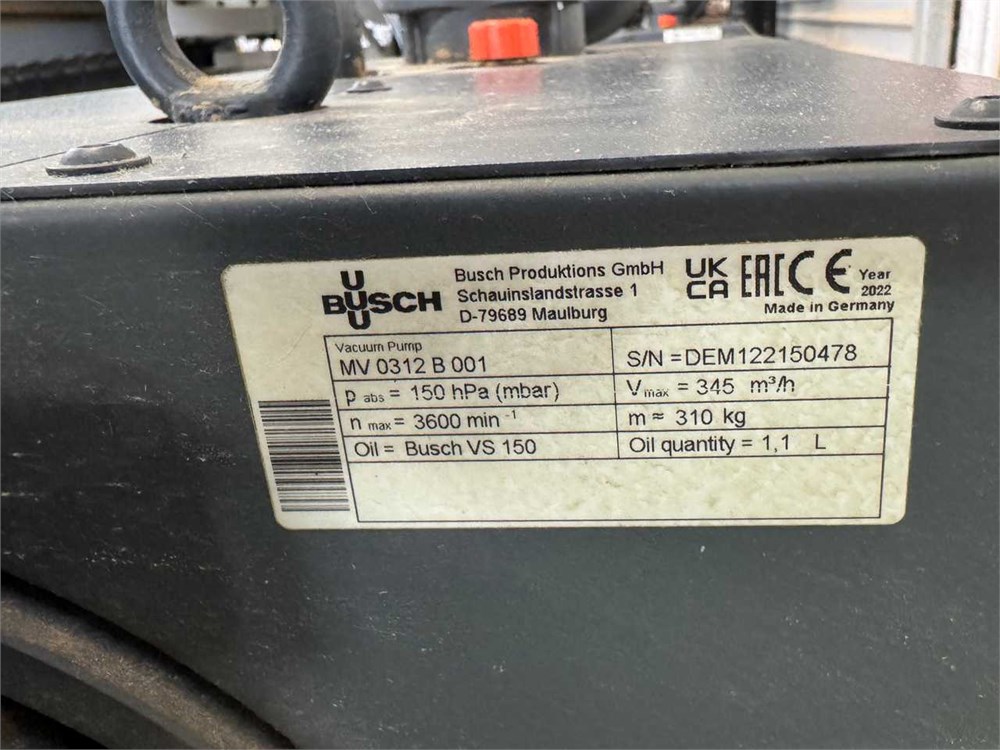 BUSCH
Busch Produktions GmbH
Schauinslandstrasse 1
D-79689 Maulburg
UK
CA
EAC CE
Year
2022
Made in Germany
Vacuum Pump
MV 0312 B 001
S/N =DEM122150478
p abs = 150 hPa (mbar)
V max = 345 m³/h
n max = 3600 min⁻¹
m ≈ 310 kg
Oil = Busch VS 150
Oil quantity = 1,1 L